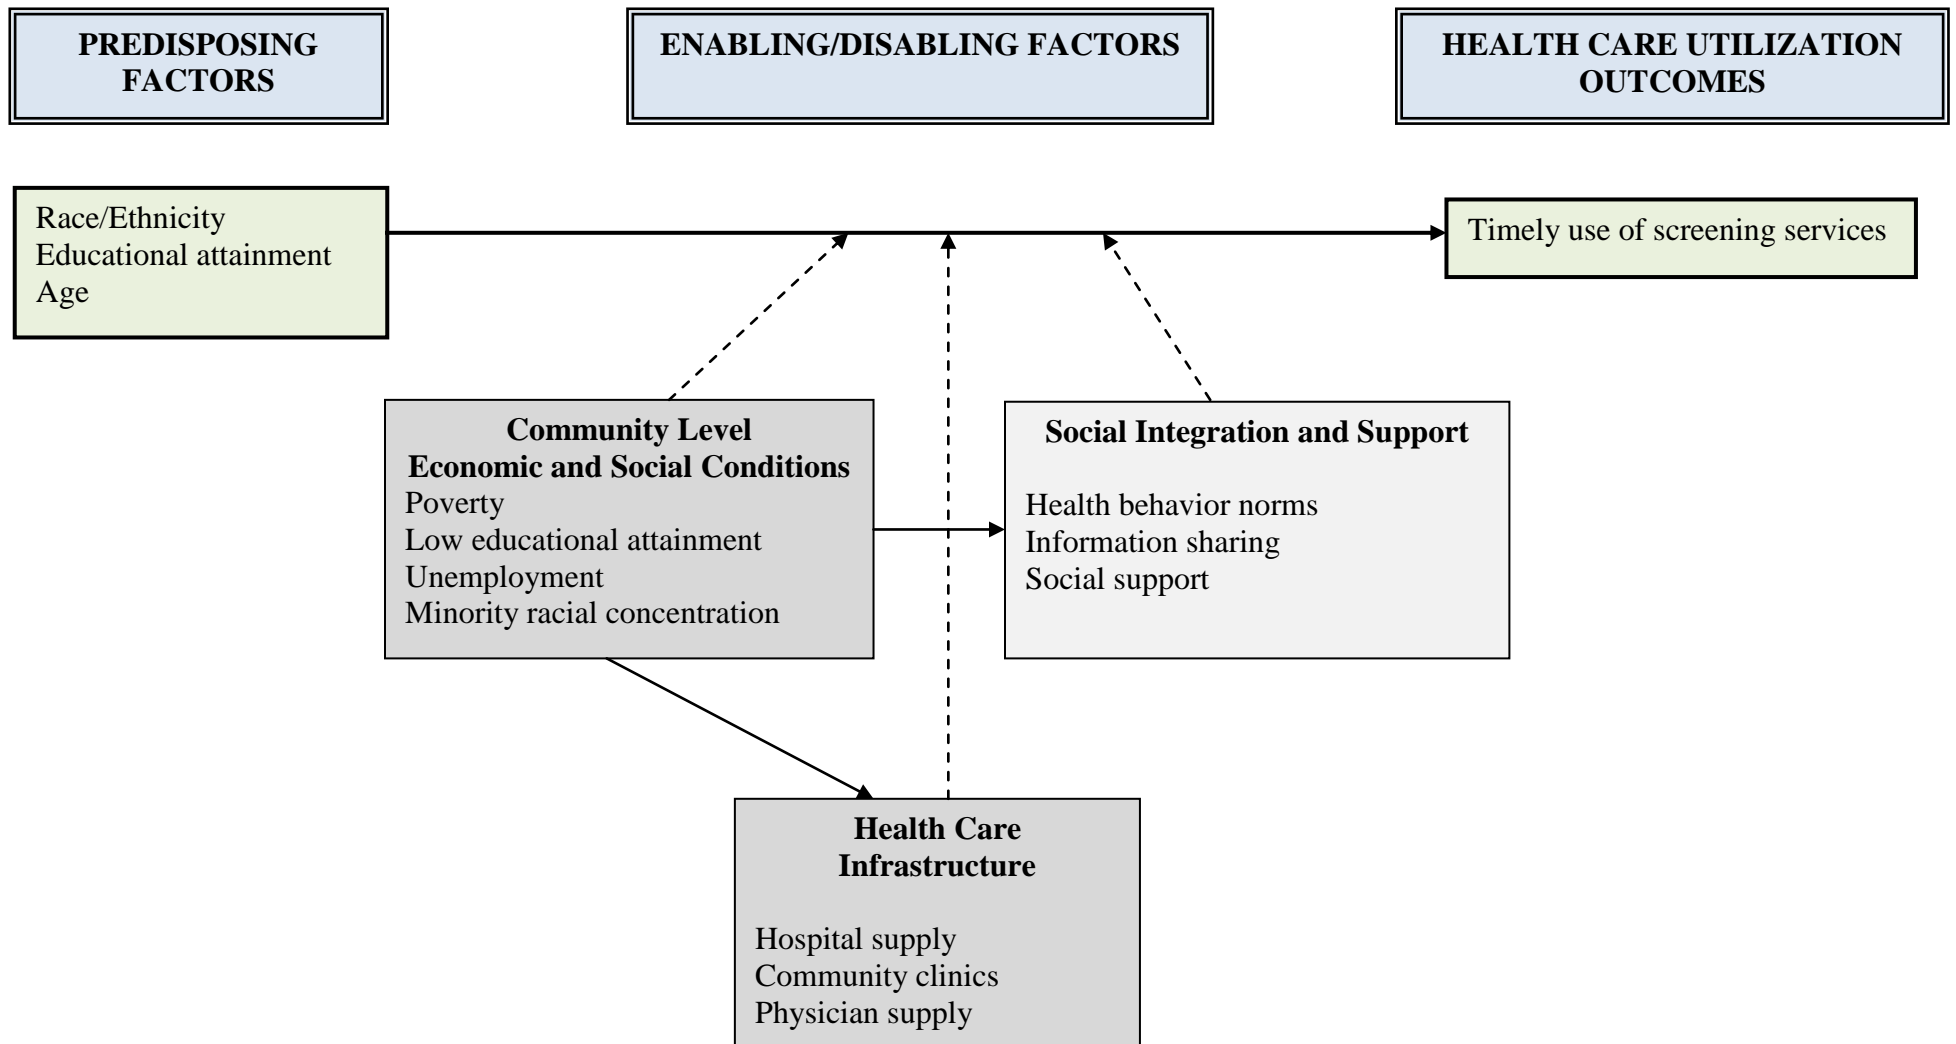 PREDISPOSING
FACTORS
ENABLING/DISABLING FACTORS
HEALTH CARE UTILIZATION
OUTCOMES
Race/Ethnicity
Educational attainment
Age
Timely use of screening services
Community Level
Economic and Social Conditions
Poverty
Low educational attainment
Unemployment
Minority racial concentration
Social Integration and Support
Health behavior norms
Information sharing
Social support
Health Care
Infrastructure
Hospital supply
Community clinics
Physician supply